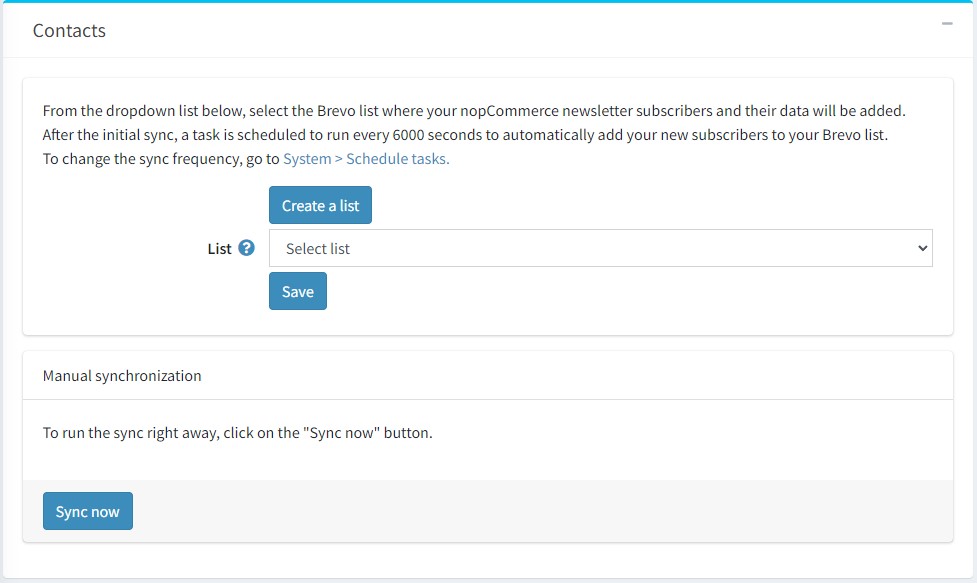 Contacts
From the dropdown list below, select the Brevo list where your nopCommerce newsletter subscribers and their data will be added.
After the initial sync, a task is scheduled to run every 6000 seconds to automatically add your new subscribers to your Brevo list.
To change the sync frequency, go to System > Schedule tasks.
Create a list
List ? Select list
Save
Manual synchronization
To run the sync right away, click on the "Sync now" button.
Sync now